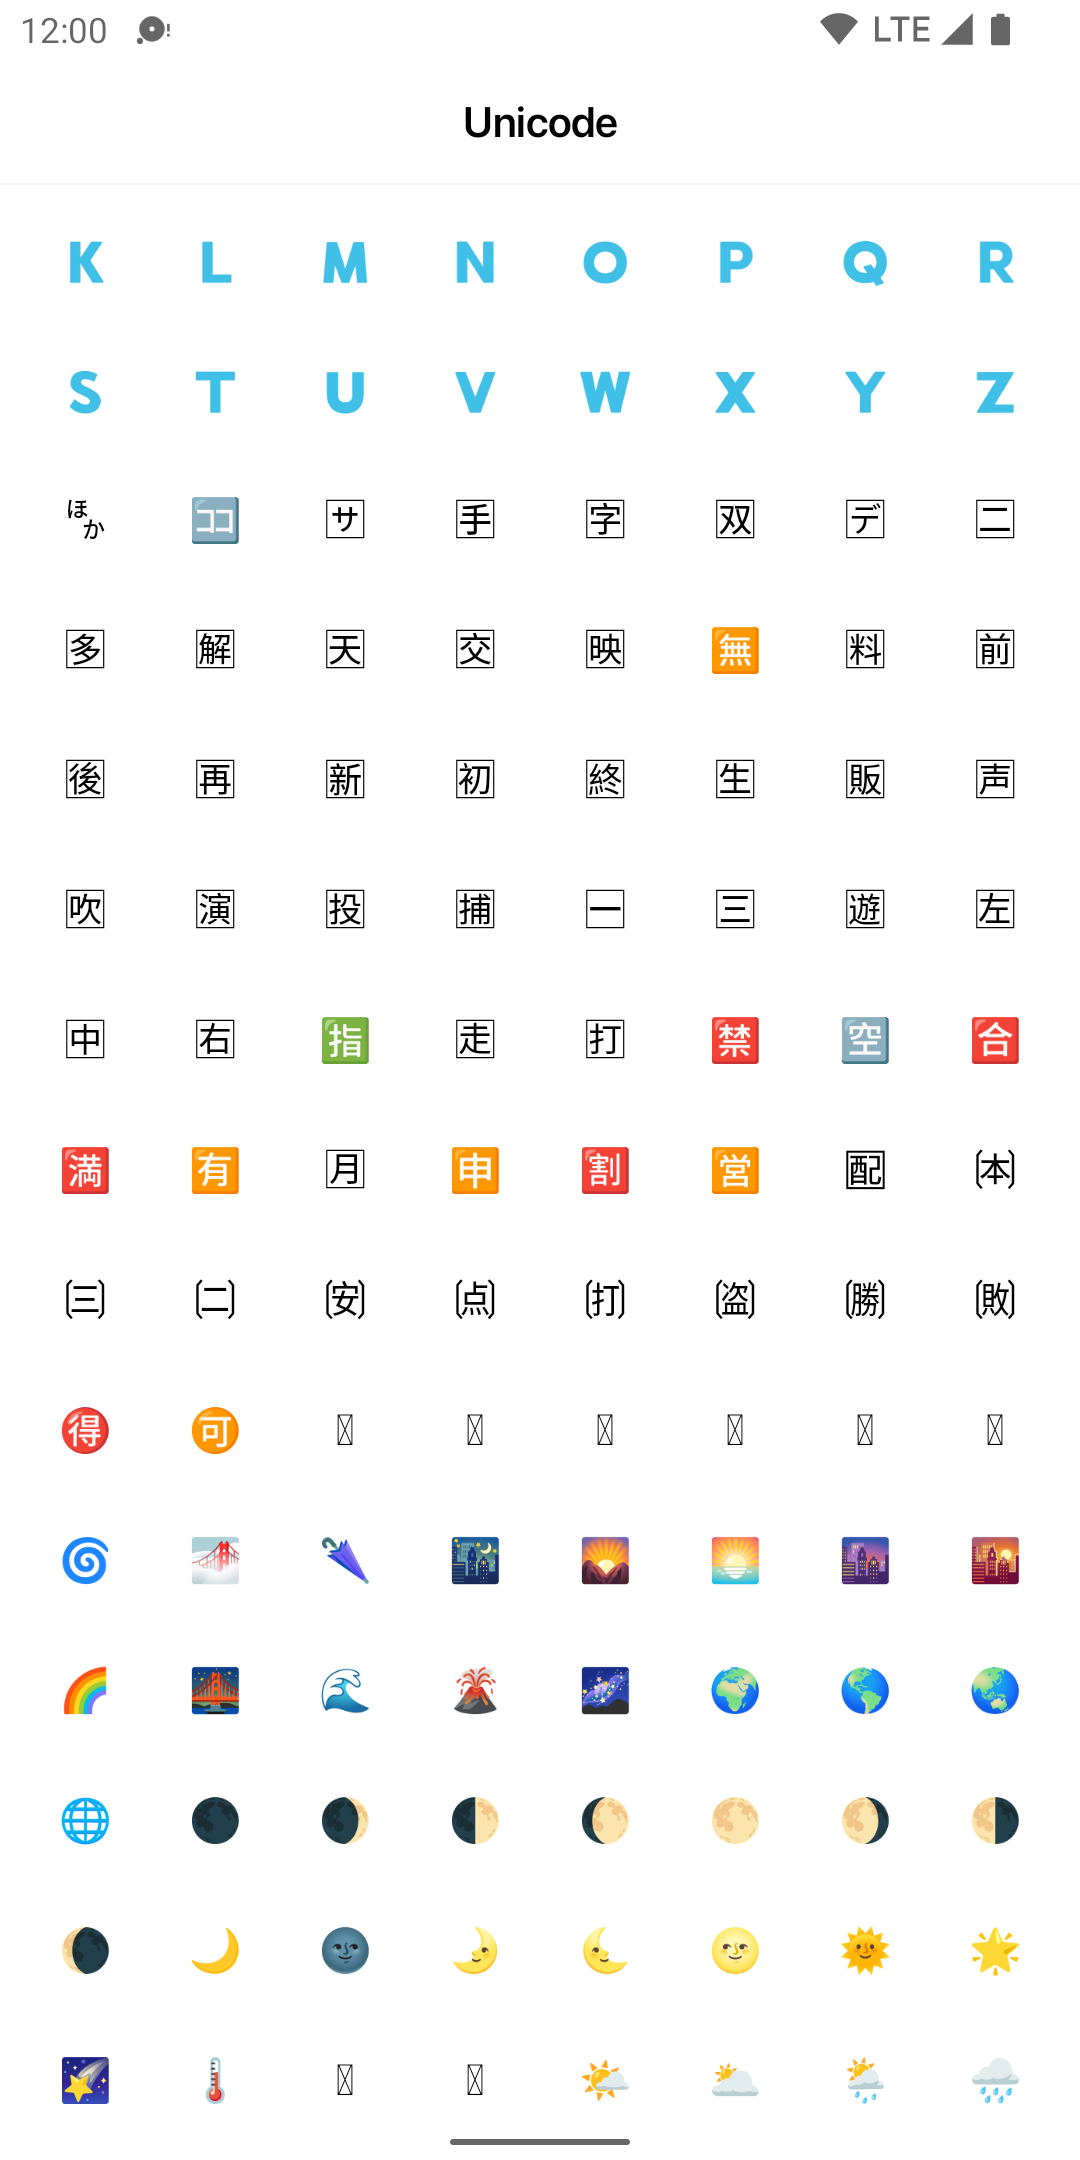 12:00 LTE
Unicode
K L M N O P Q R
S T U V W X Y Z
ほか ココ サ 手 字 双 デ 二
多 解 天 交 映 無 料 前
後 再 新 初 終 生 販 声
吹 演 投 捕 一 三 遊 左
中 右 指 走 打 禁 空 合
満 有 月 申 割 営 配 〔本〕
〔三〕 〔二〕 〔安〕 〔点〕 〔打〕 〔盗〕 〔勝〕 〔敗〕
得 可